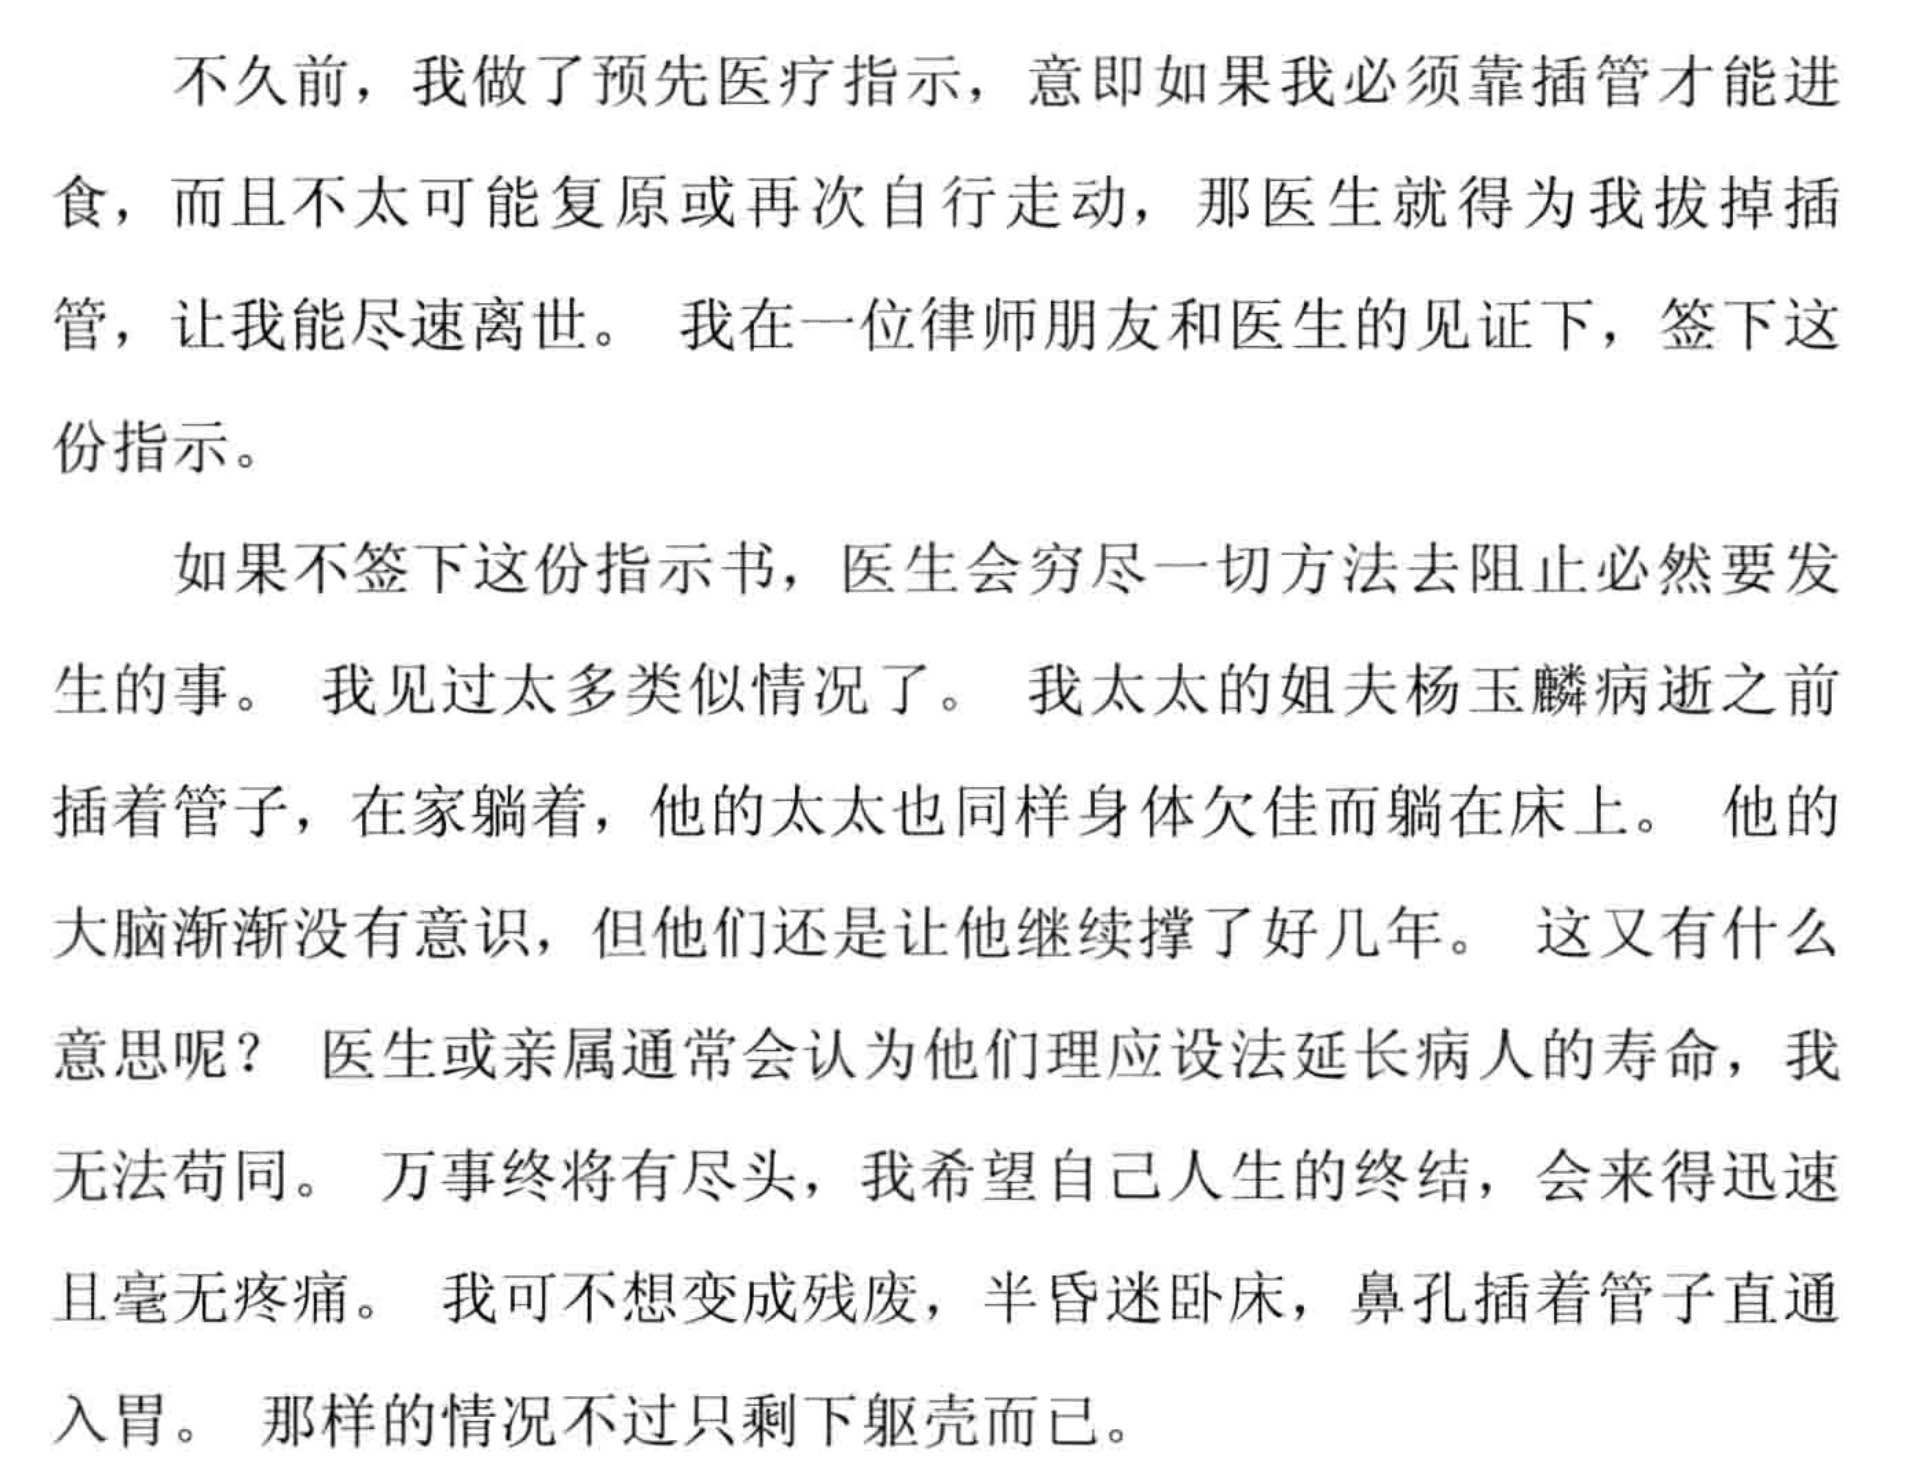 不久前，我做了预先医疗指示，意即如果我必须靠插管才能进
食，而且不太可能复原或再次自行走动，那医生就得为我拔掉插
管，让我能尽速离世。 我在一位律师朋友和医生的见证下，签下这
份指示。
如果不签下这份指示书，医生会穷尽一切方法去阻止必然要发
生的事。 我见过太多类似情况了。 我太太的姐夫杨玉麟病逝之前
插着管子，在家躺着，他的太太也同样身体欠佳而躺在床上。 他的
大脑渐渐没有意识，但他们还是让他继续撑了好几年。 这又有什么
意思呢？ 医生或亲属通常会认为他们理应设法延长病人的寿命，我
无法苟同。 万事终将有尽头，我希望自己人生的终结，会来得迅速
且毫无疼痛。 我可不想变成残废，半昏迷卧床，鼻孔插着管子直通
入胃。 那样的情况不过只剩下躯壳而已。